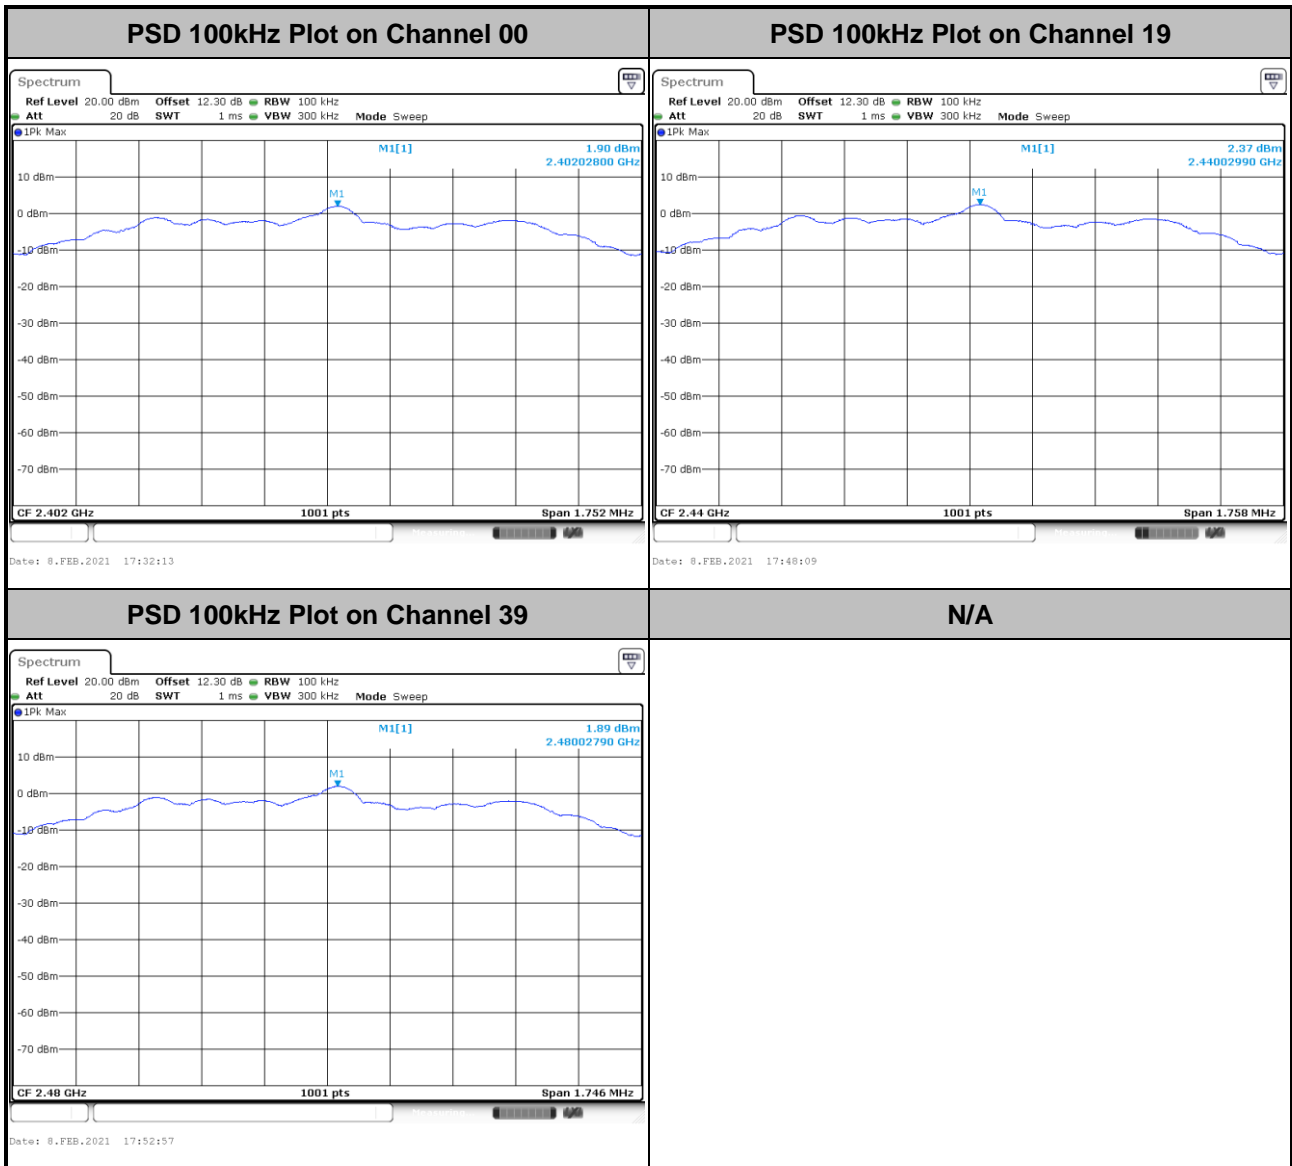 PSD 100kHz Plot on Channel 00
PSD 100kHz Plot on Channel 19
Spectrum
Ref Level 20.00 dBm Offset 12.30 dB RBW 100 kHz
Att 20 dB SWT 1 ms VBW 300 kHz Mode Sweep
1Pk Max
M1[1] 1.90 dBm
2.40202800 GHz
M1
10 dBm
0 dBm
-10 dBm
-20 dBm
-30 dBm
-40 dBm
-50 dBm
-60 dBm
-70 dBm
CF 2.402 GHz 1001 pts Span 1.752 MHz
Date: 8.FEB.2021 17:32:13
Spectrum
Ref Level 20.00 dBm Offset 12.30 dB RBW 100 kHz
Att 20 dB SWT 1 ms VBW 300 kHz Mode Sweep
1Pk Max
M1[1] 2.37 dBm
2.44002990 GHz
M1
10 dBm
0 dBm
-10 dBm
-20 dBm
-30 dBm
-40 dBm
-50 dBm
-60 dBm
-70 dBm
CF 2.44 GHz 1001 pts Span 1.758 MHz
Date: 8.FEB.2021 17:48:09
PSD 100kHz Plot on Channel 39
N/A
Spectrum
Ref Level 20.00 dBm Offset 12.30 dB RBW 100 kHz
Att 20 dB SWT 1 ms VBW 300 kHz Mode Sweep
1Pk Max
M1[1] 1.89 dBm
2.48002790 GHz
M1
10 dBm
0 dBm
-10 dBm
-20 dBm
-30 dBm
-40 dBm
-50 dBm
-60 dBm
-70 dBm
CF 2.48 GHz 1001 pts Span 1.746 MHz
Date: 8.FEB.2021 17:52:57